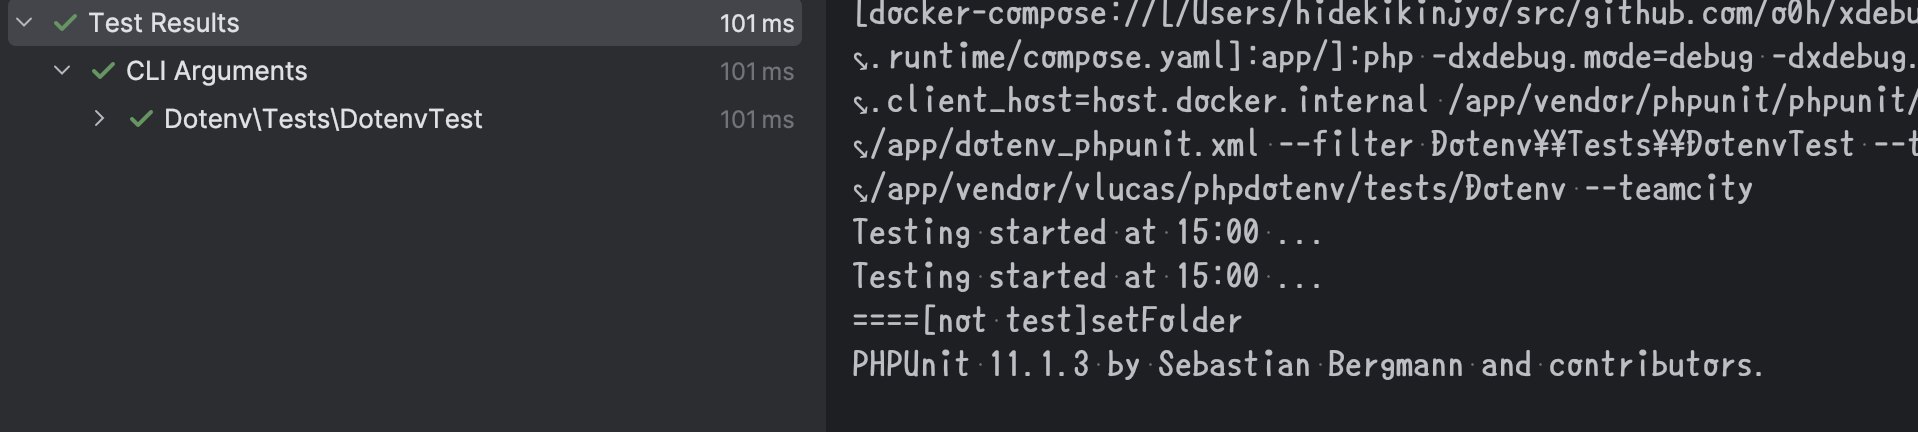 Test Results 101 ms
CLI Arguments 101 ms
Dotenv\Tests\DotenvTest 101 ms
[docker-compose://[/Users/hidekikinjyo/src/github.com/o0h/xdebu
.runtime/compose.yaml]:app/]:php -dxdebug.mode=debug -dxdebug.
.client_host=host.docker.internal /app/vendor/phpunit/phpunit/
/app/dotenv_phpunit.xml --filter Dotenv¥¥Tests¥¥DotenvTest --t
/app/vendor/vlucas/phpdotenv/tests/Dotenv --teamcity
Testing started at 15:00 ...
Testing started at 15:00 ...
====[not test]setFolder
PHPUnit 11.1.3 by Sebastian Bergmann and contributors.